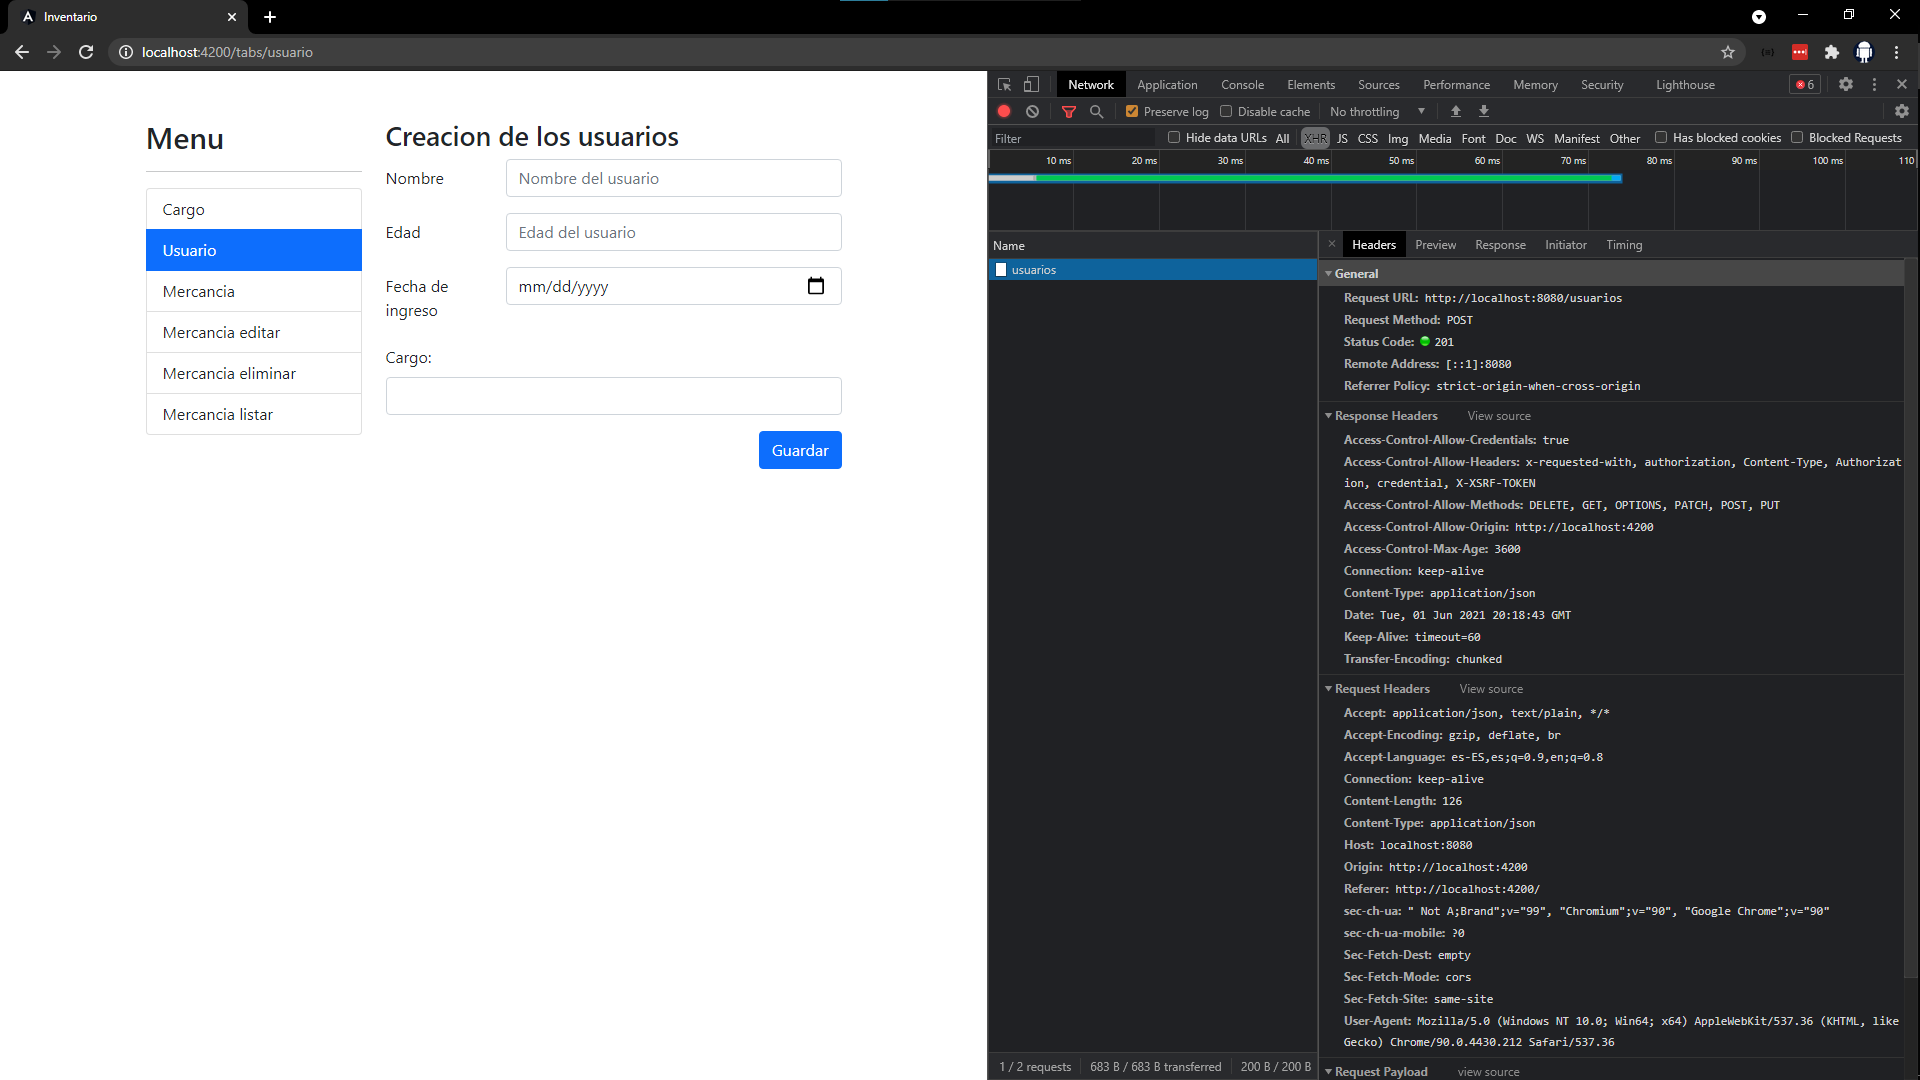 Inventario
localhost:4200/tabs/usuario
Menu
Cargo
Usuario
Mercancia
Mercancia editar
Mercancia eliminar
Mercancia listar
Creacion de los usuarios
Nombre
Nombre del usuario
Edad
Edad del usuario
Fecha de
ingreso
mm/dd/yyyy
Cargo:
Guardar
Network Application Console Elements Sources Performance Memory Security Lighthouse 6
Preserve log Disable cache No throttling
Filter Hide data URLs All XHR JS CSS Img Media Font Doc WS Manifest Other Has blocked cookies Blocked Requests
10 ms 20 ms 30 ms 40 ms 50 ms 60 ms 70 ms 80 ms 90 ms 100 ms 110
Name
usuarios
Headers Preview Response Initiator Timing
General
Request URL: http://localhost:8080/usuarios
Request Method: POST
Status Code: 201
Remote Address: [::1]:8080
Referrer Policy: strict-origin-when-cross-origin
Response Headers View source
Access-Control-Allow-Credentials: true
Access-Control-Allow-Headers: x-requested-with, authorization, Content-Type, Authorizat
ion, credential, X-XSRF-TOKEN
Access-Control-Allow-Methods: DELETE, GET, OPTIONS, PATCH, POST, PUT
Access-Control-Allow-Origin: http://localhost:4200
Access-Control-Max-Age: 3600
Connection: keep-alive
Content-Type: application/json
Date: Tue, 01 Jun 2021 20:18:43 GMT
Keep-Alive: timeout=60
Transfer-Encoding: chunked
Request Headers View source
Accept: application/json, text/plain, */*
Accept-Encoding: gzip, deflate, br
Accept-Language: es-ES,es;q=0.9,en;q=0.8
Connection: keep-alive
Content-Length: 126
Content-Type: application/json
Host: localhost:8080
Origin: http://localhost:4200
Referer: http://localhost:4200/
sec-ch-ua: " Not A;Brand";v="99", "Chromium";v="90", "Google Chrome";v="90"
sec-ch-ua-mobile: ?0
Sec-Fetch-Dest: empty
Sec-Fetch-Mode: cors
Sec-Fetch-Site: same-site
User-Agent: Mozilla/5.0 (Windows NT 10.0; Win64; x64) AppleWebKit/537.36 (KHTML, like
Gecko) Chrome/90.0.4430.212 Safari/537.36
Request Payload view source
1 / 2 requests 683 B / 683 B transferred 200 B / 200 B